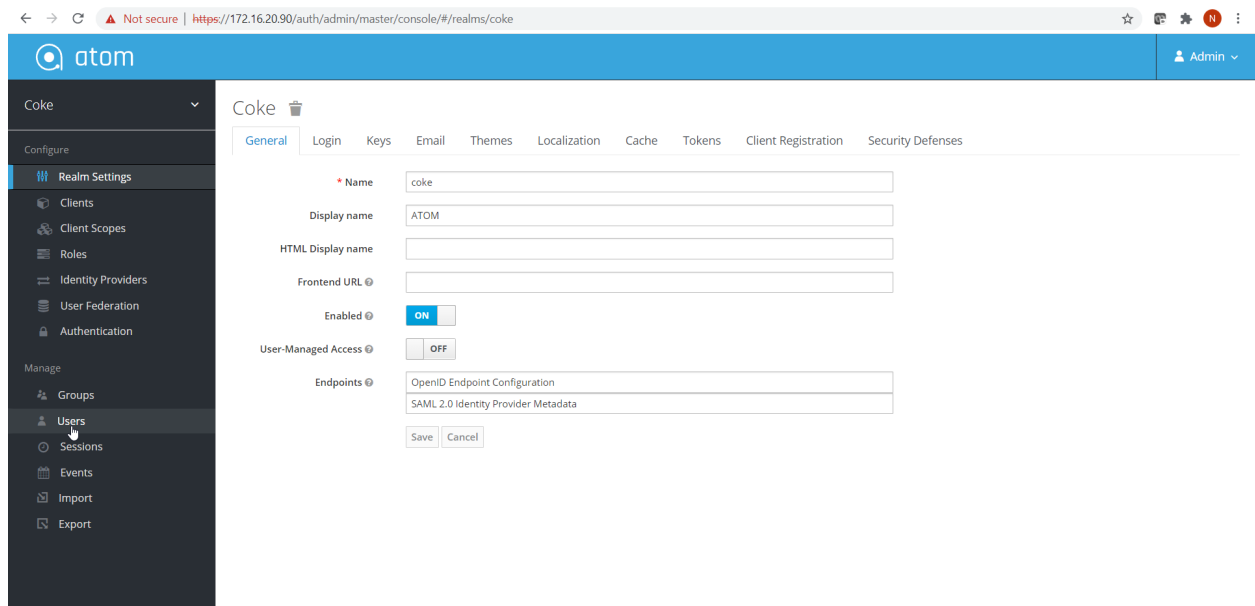 Not secure | https://172.16.20.90/auth/admin/master/console/#/realms/coke
N
atom
Admin
Coke
Configure
Realm Settings
Clients
Client Scopes
Roles
Identity Providers
User Federation
Authentication
Manage
Groups
Users
Sessions
Events
Import
Export
Coke
General Login Keys Email Themes Localization Cache Tokens Client Registration Security Defenses
* Name coke
Display name ATOM
HTML Display name
Frontend URL
Enabled ON
User-Managed Access OFF
Endpoints OpenID Endpoint Configuration
SAML 2.0 Identity Provider Metadata
Save Cancel